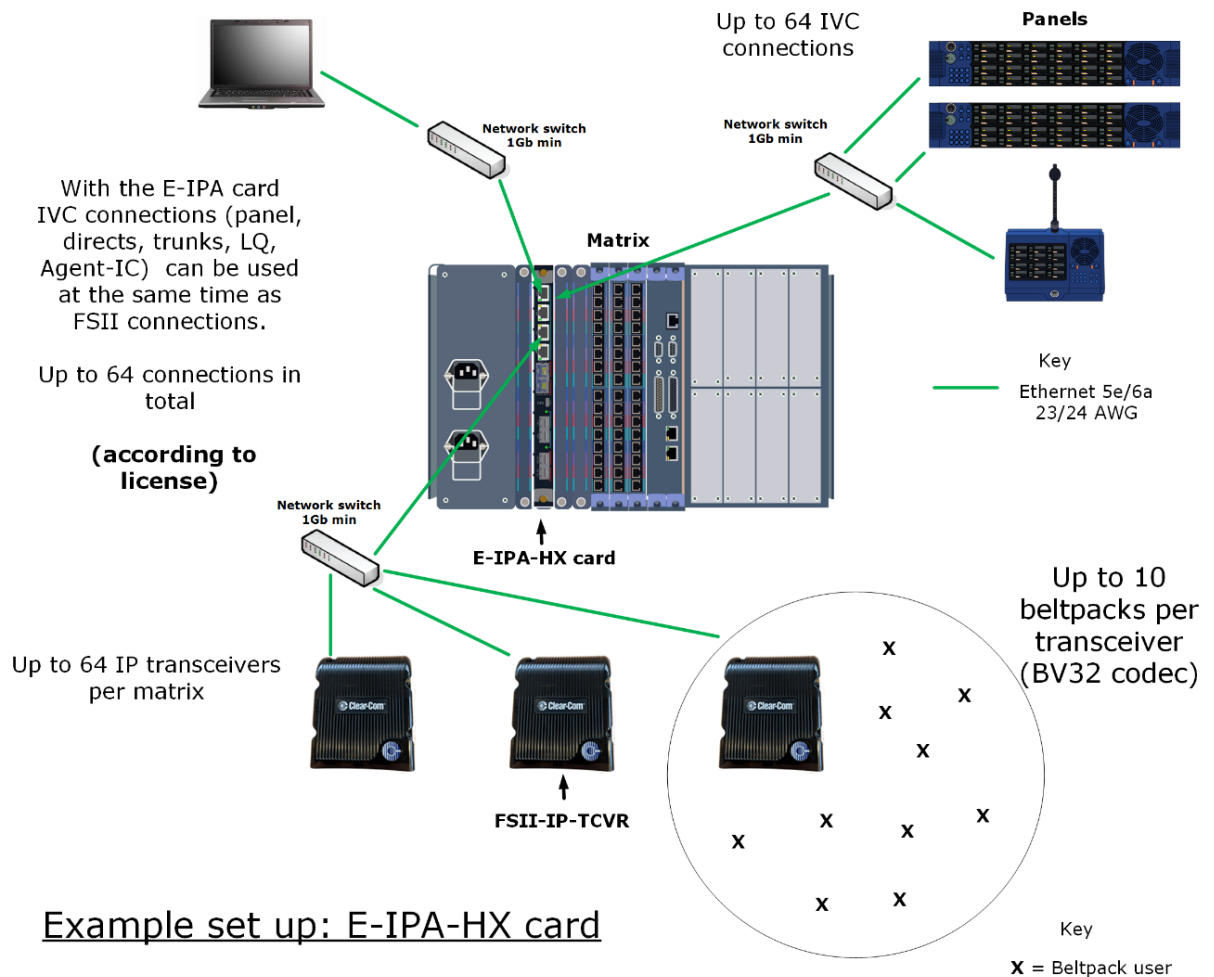 Up to 64 IVC
connections
Panels
Network switch
1Gb min
Network switch
1Gb min
With the E-IPA card
IVC connections (panel,
directs, trunks, LQ,
Agent-IC)  can be used
at the same time as
FSII connections.
Up to 64 connections in
total
(according to
license)
Matrix
Key
Ethernet 5e/6a
23/24 AWG
Network switch
1Gb min
E-IPA-HX card
Up to 64 IP transceivers
per matrix
Clear-Com
Clear-Com
Clear-Com
FSII-IP-TCVR
Up to 10
beltpacks per
transceiver
(BV32 codec)
X
X
X
X
X
X
X
X
X
X
Example set up: E-IPA-HX card
Key
X = Beltpack user